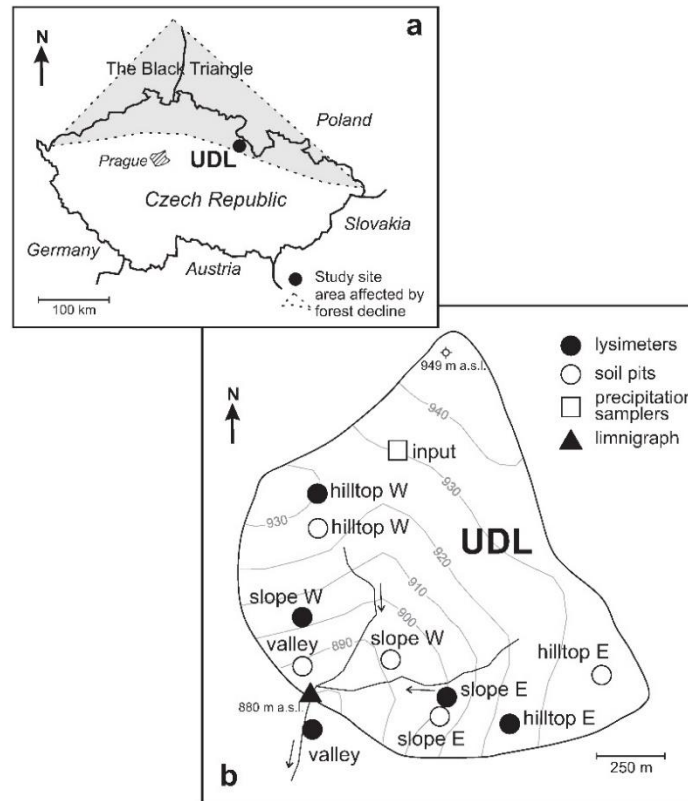 a
N
The Black Triangle
Poland
Prague
UDL
Czech Republic
Slovakia
Germany
Austria
Study site
area affected by
forest decline
100 km
N
949 m a.s.l.
lysimeters
soil pits
precipitation
samplers
limnigraph
940
input
930
hilltop W
930
hilltop W
UDL
920
910
slope W
900
slope W
valley
890
hilltop E
slope E
880 m a.s.l.
slope E
hilltop E
valley
250 m
b